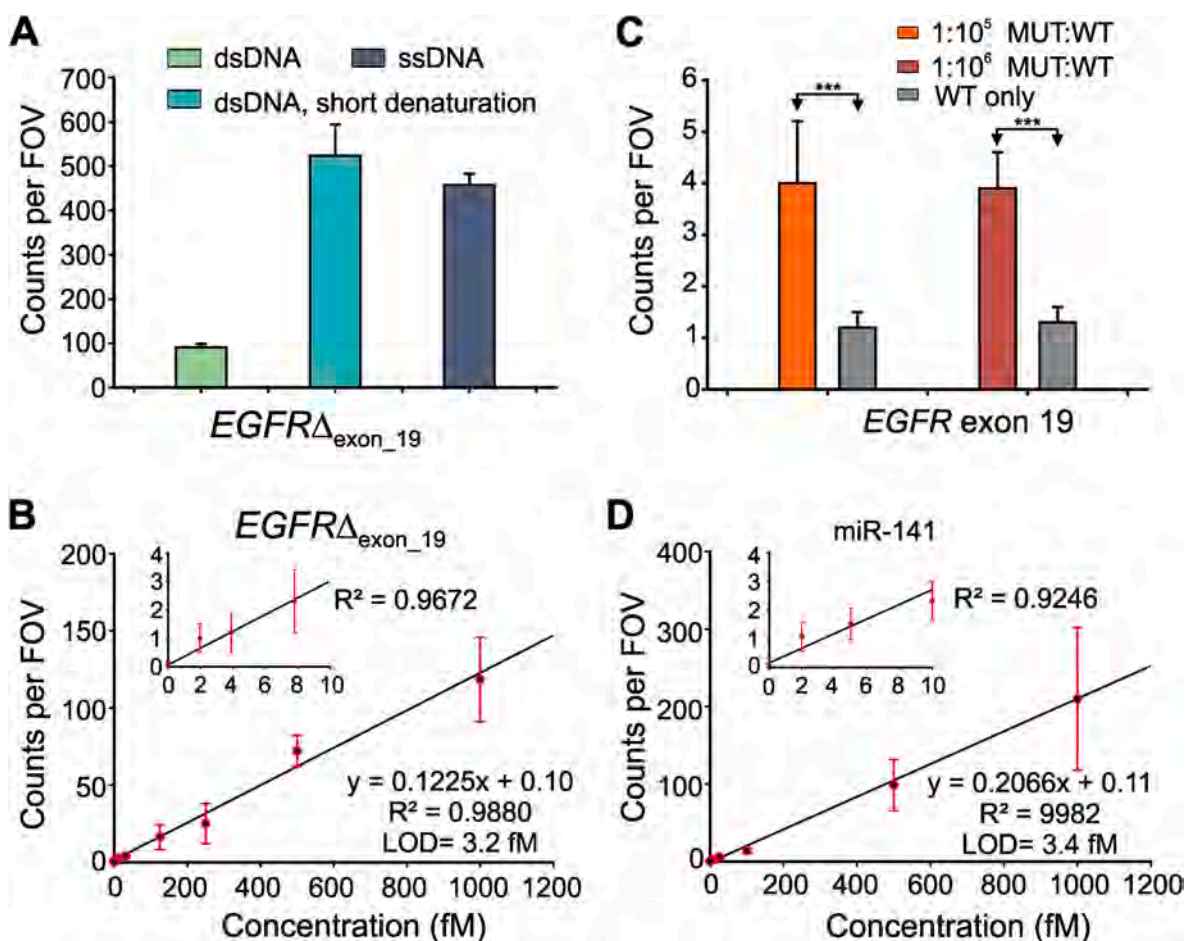 A
dsDNA
ssDNA
dsDNA, short denaturation
700
600
500
400
300
200
100
0
Counts per FOV
EGFRΔexon_19
C
1:10⁵ MUT:WT
1:10⁶ MUT:WT
WT only
6
5
4
3
2
1
0
Counts per FOV
***
***
EGFR exon 19
B
EGFRΔexon_19
200
150
100
50
0
Counts per FOV
4
3
2
1
0
0 2 4 6 8 10
R² = 0.9672
y = 0.1225x + 0.10
R² = 0.9880
LOD= 3.2 fM
0 200 400 600 800 1000 1200
Concentration (fM)
D
miR-141
400
300
200
100
0
Counts per FOV
4
3
2
1
0
0 2 4 6 8 10
R² = 0.9246
y = 0.2066x + 0.11
R² = 9982
LOD= 3.4 fM
0 200 400 600 800 1000 1200
Concentration (fM)